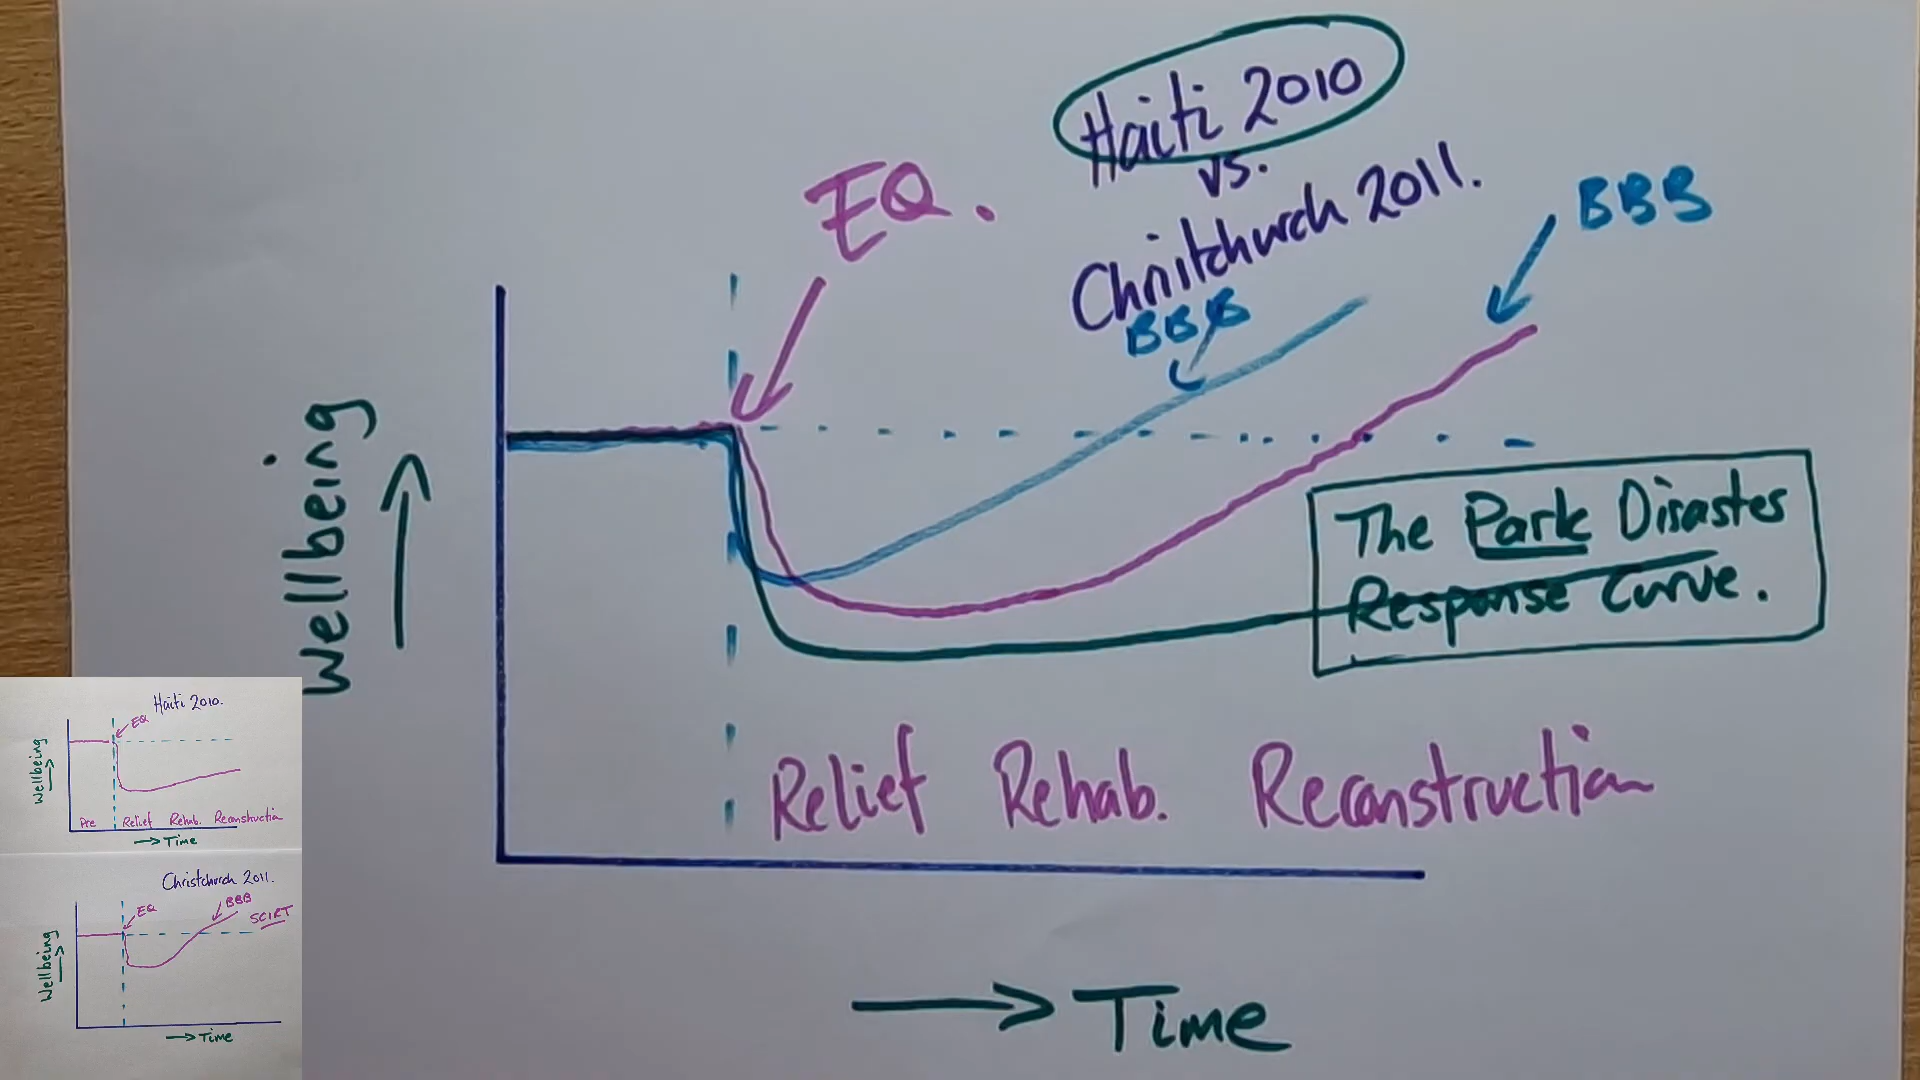 Haiti 2010
vs.
Christchurch 2011.
EQ.
BBB
BBB
Wellbeing
The Park Disaster
Response Curve.
Relief Rehab. Reconstruction
Time
Haiti 2010.
EQ
Wellbeing
Pre Relief Rehab. Reconstruction
Time
Christchurch 2011.
BBB
EQ
SCIRT
Wellbeing
Time